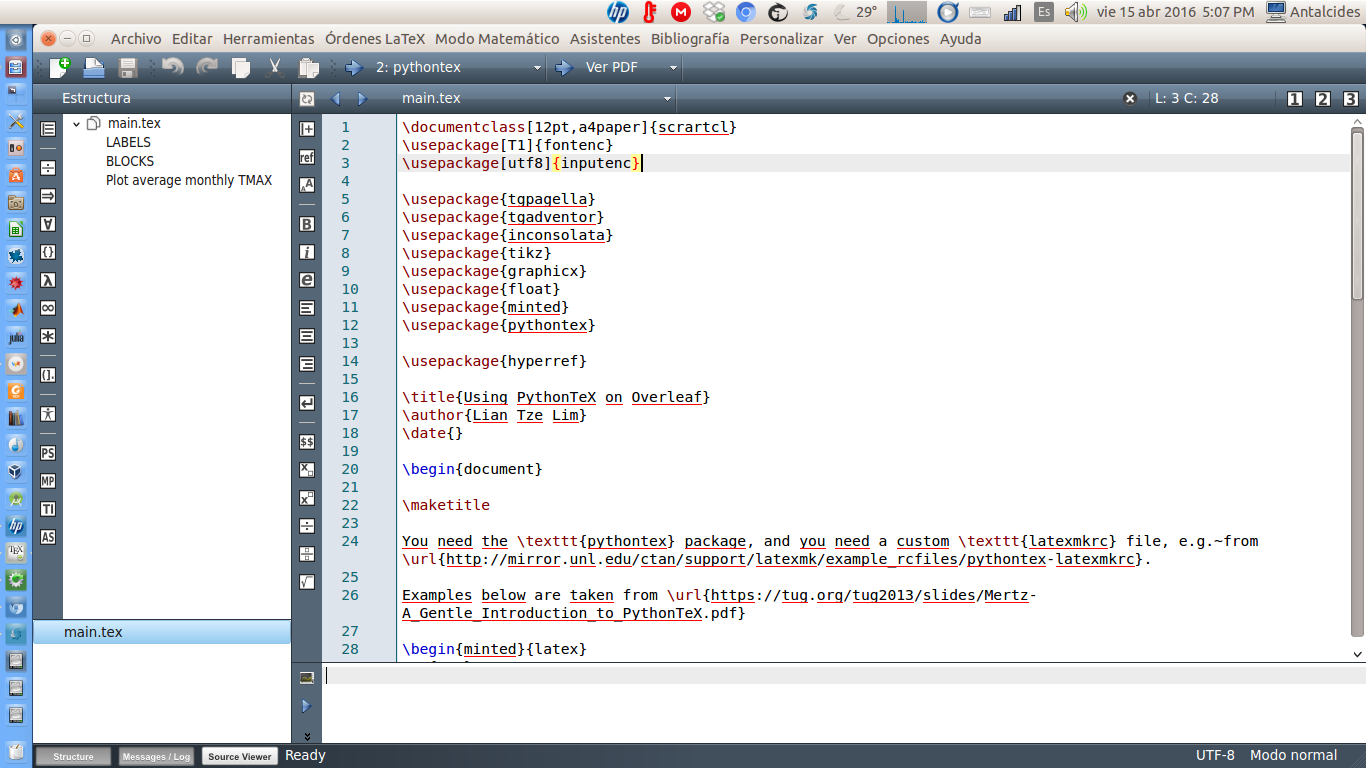 29° Es vie 15 abr 2016 5:07 PM Antalcides
Archivo Editar Herramientas Órdenes LaTeX Modo Matemático Asistentes Bibliografía Personalizar Ver Opciones Ayuda
2: pythontex Ver PDF
Estructura main.tex L: 3 C: 28 1 2 3
main.tex
LABELS
BLOCKS
Plot average monthly TMAX
1 \documentclass[12pt,a4paper]{scrartcl}
2 \usepackage[T1]{fontenc}
3 \usepackage[utf8]{inputenc}
4
5 \usepackage{tgpagella}
6 \usepackage{tgadventor}
7 \usepackage{inconsolata}
8 \usepackage{tikz}
9 \usepackage{graphicx}
10 \usepackage{float}
11 \usepackage{minted}
12 \usepackage{pythontex}
13
14 \usepackage{hyperref}
15
16 \title{Using PythonTeX on Overleaf}
17 \author{Lian Tze Lim}
18 \date{}
19
20 \begin{document}
21
22 \maketitle
23
24 You need the \texttt{pythontex} package, and you need a custom \texttt{latexmkrc} file, e.g.~from
\url{http://mirror.unl.edu/ctan/support/latexmk/example_rcfiles/pythontex-latexmkrc}.
25
26 Examples below are taken from \url{https://tug.org/tug2013/slides/Mertz-
A_Gentle_Introduction_to_PythonTeX.pdf}
27
28 \begin{minted}{latex}
main.tex
PS
MP
TI
AS
ref
$$
julia
hp
Structure Messages / Log Source Viewer Ready UTF-8 Modo normal